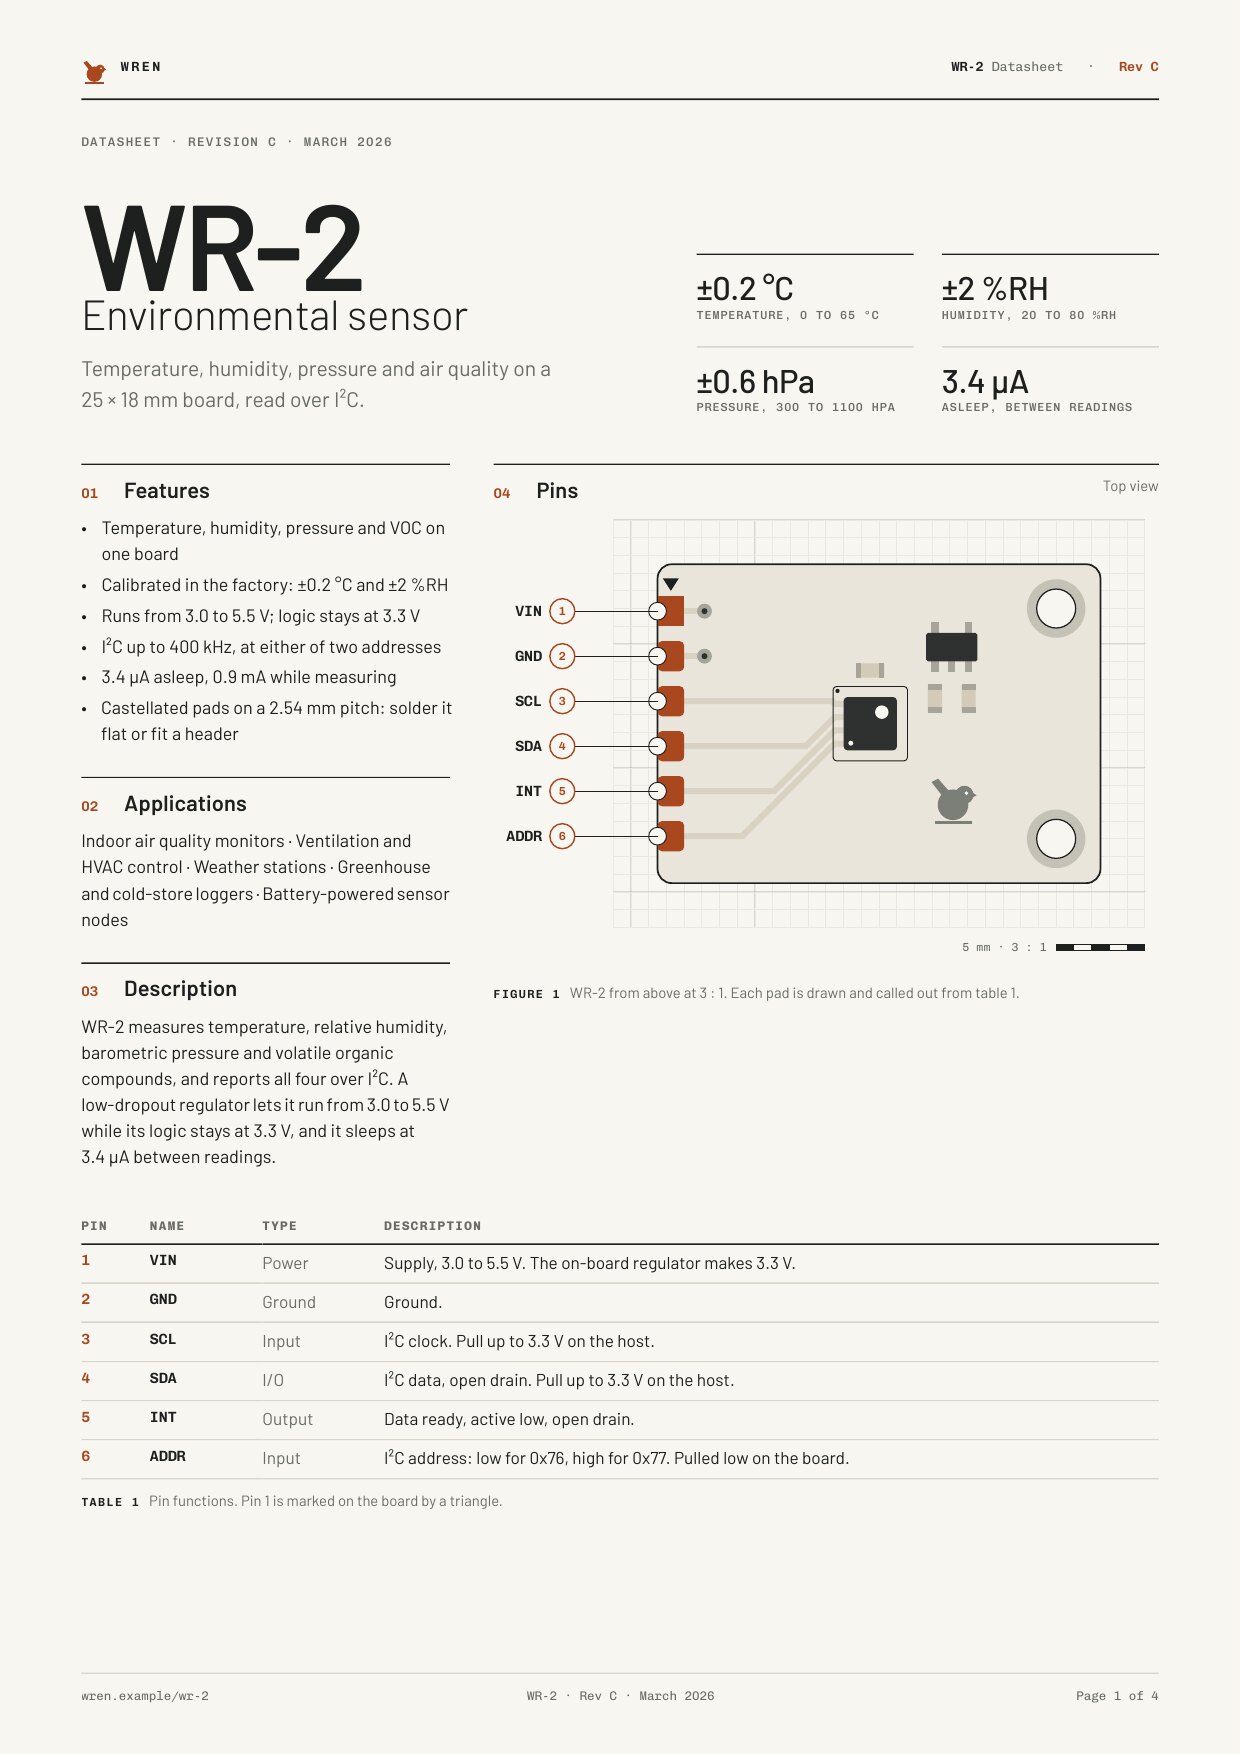 WREN
WR-2 Datasheet · Rev C
DATASHEET · REVISION C · MARCH 2026
WR-2
Environmental sensor
Temperature, humidity, pressure and air quality on a
25 × 18 mm board, read over I²C.
±0.2 °C
TEMPERATURE, 0 TO 65 °C
±2 %RH
HUMIDITY, 20 TO 80 %RH
±0.6 hPa
PRESSURE, 300 TO 1100 HPA
3.4 µA
ASLEEP, BETWEEN READINGS
01 Features
• Temperature, humidity, pressure and VOC on
one board
• Calibrated in the factory: ±0.2 °C and ±2 %RH
• Runs from 3.0 to 5.5 V; logic stays at 3.3 V
• I²C up to 400 kHz, at either of two addresses
• 3.4 µA asleep, 0.9 mA while measuring
• Castellated pads on a 2.54 mm pitch: solder it
flat or fit a header
02 Applications
Indoor air quality monitors · Ventilation and
HVAC control · Weather stations · Greenhouse
and cold-store loggers · Battery-powered sensor
nodes
03 Description
WR-2 measures temperature, relative humidity,
barometric pressure and volatile organic
compounds, and reports all four over I²C. A
low-dropout regulator lets it run from 3.0 to 5.5 V
while its logic stays at 3.3 V, and it sleeps at
3.4 µA between readings.
04 Pins
Top view
VIN 1
GND 2
SCL 3
SDA 4
INT 5
ADDR 6
5 mm · 3 : 1
FIGURE 1 WR-2 from above at 3 : 1. Each pad is drawn and called out from table 1.
PIN NAME TYPE DESCRIPTION
1 VIN Power Supply, 3.0 to 5.5 V. The on-board regulator makes 3.3 V.
2 GND Ground Ground.
3 SCL Input I²C clock. Pull up to 3.3 V on the host.
4 SDA I/O I²C data, open drain. Pull up to 3.3 V on the host.
5 INT Output Data ready, active low, open drain.
6 ADDR Input I²C address: low for 0x76, high for 0x77. Pulled low on the board.
TABLE 1 Pin functions. Pin 1 is marked on the board by a triangle.
wren.example/wr-2
WR-2 · Rev C · March 2026
Page 1 of 4